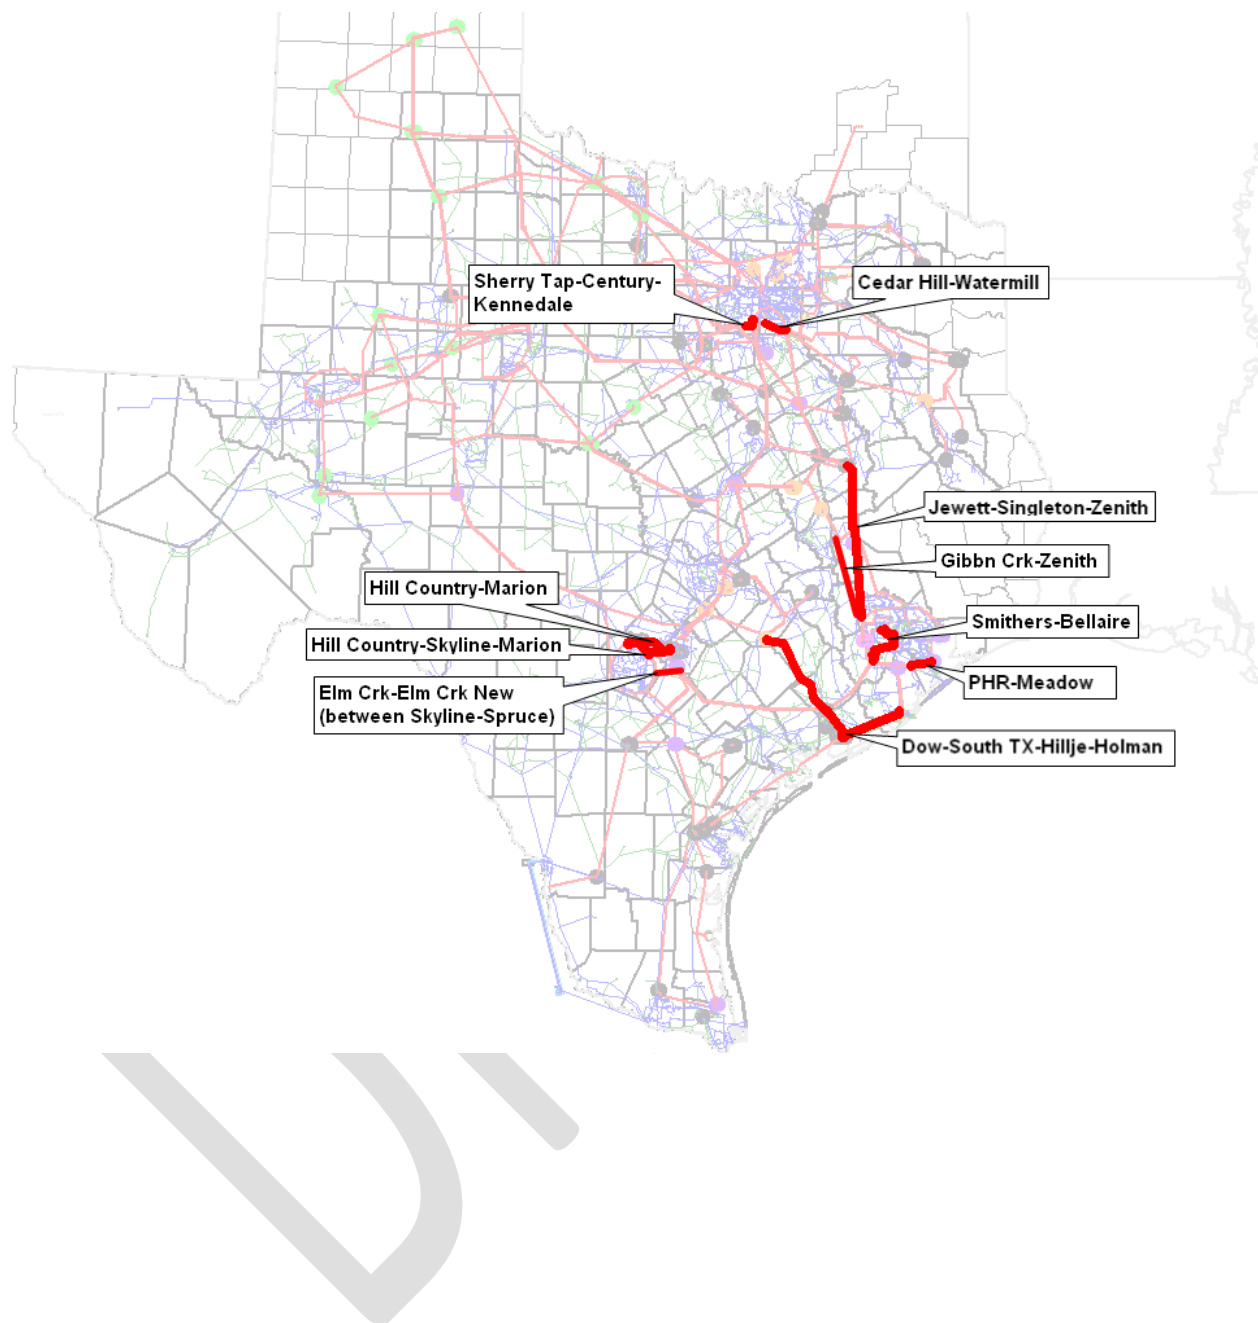 Sherry Tap-Century-
Kennedale
Cedar Hill-Watermill
Jewett-Singleton-Zenith
Gibbn Crk-Zenith
Hill Country-Marion
Smithers-Bellaire
Hill Country-Skyline-Marion
PHR-Meadow
Elm Crk-Elm Crk New
(between Skyline-Spruce)
Dow-South TX-Hillje-Holman